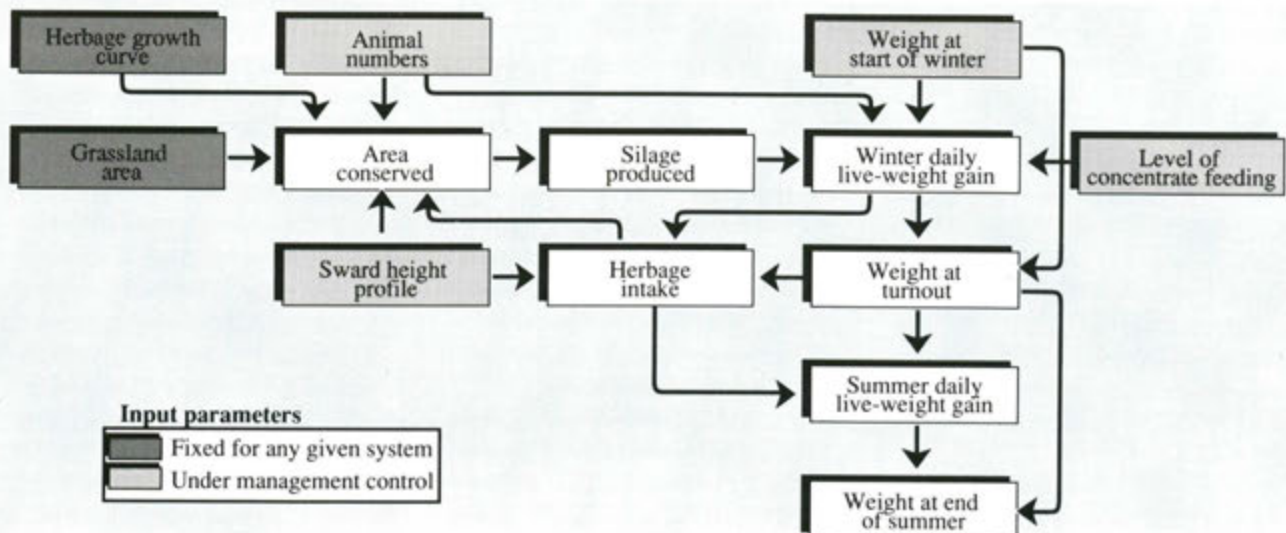 Herbage growth
curve
Animal
numbers
Weight at
start of winter
Grassland
area
Area
conserved
Silage
produced
Winter daily
live-weight gain
Level of
concentrate feeding
Sward height
profile
Herbage
intake
Weight at
turnout
Summer daily
live-weight gain
Weight at end
of summer
Input parameters
Fixed for any given system
Under management control